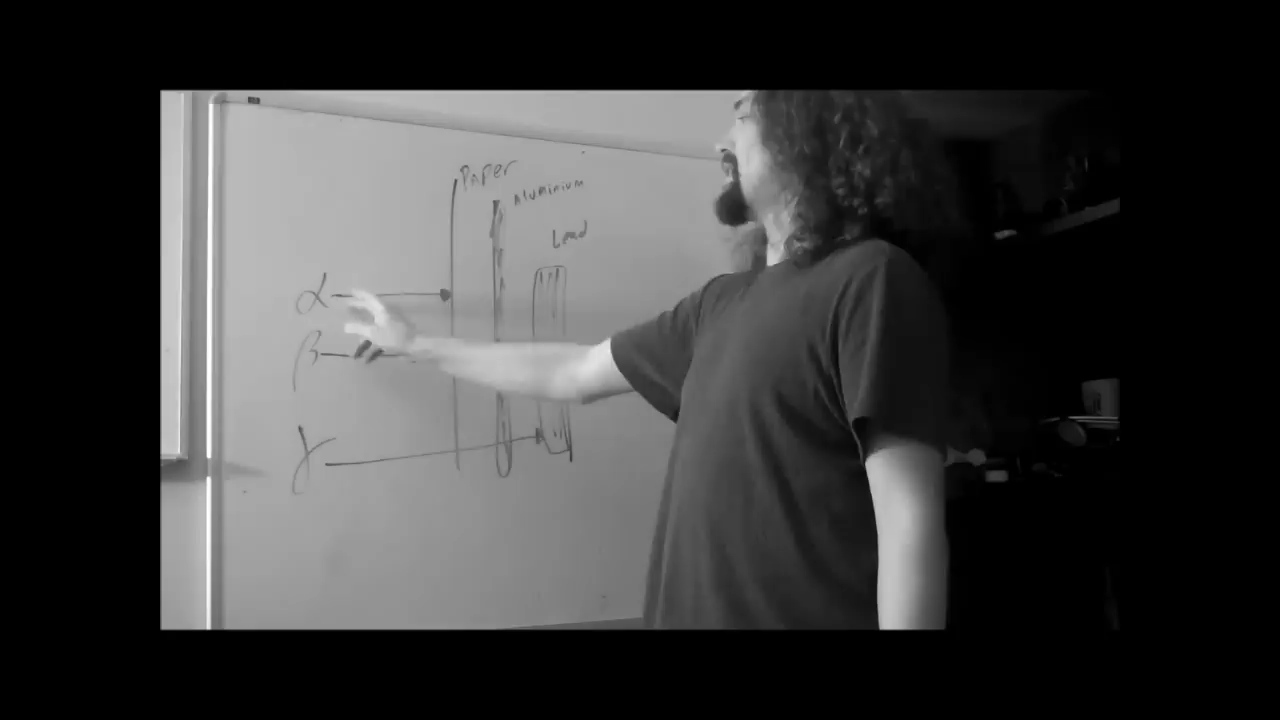 Paper
Aluminium
Lead
α
β
γ